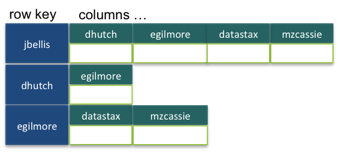 row key columns ...
jbellis dhutch egilmore datastax mzcassie
dhutch egilmore
egilmore datastax mzcassie